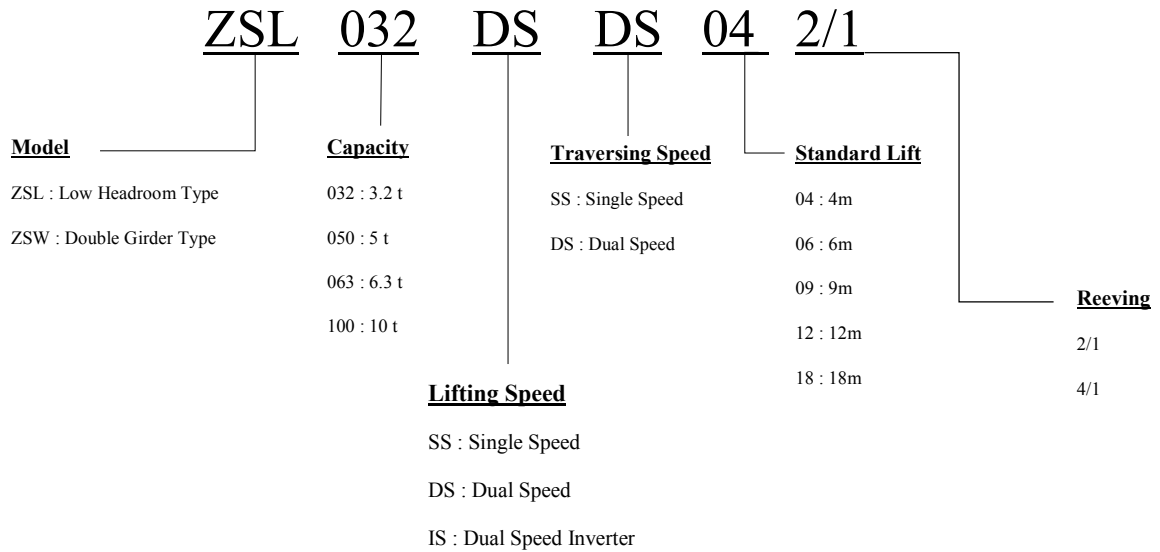 ZSL 032 DS DS 04 2/1
Model
ZSL : Low Headroom Type
ZSW : Double Girder Type
Capacity
032 : 3.2 t
050 : 5 t
063 : 6.3 t
100 : 10 t
Lifting Speed
SS : Single Speed
DS : Dual Speed
IS : Dual Speed Inverter
Traversing Speed
SS : Single Speed
DS : Dual Speed
Standard Lift
04 : 4m
06 : 6m
09 : 9m
12 : 12m
18 : 18m
Reeving
2/1
4/1